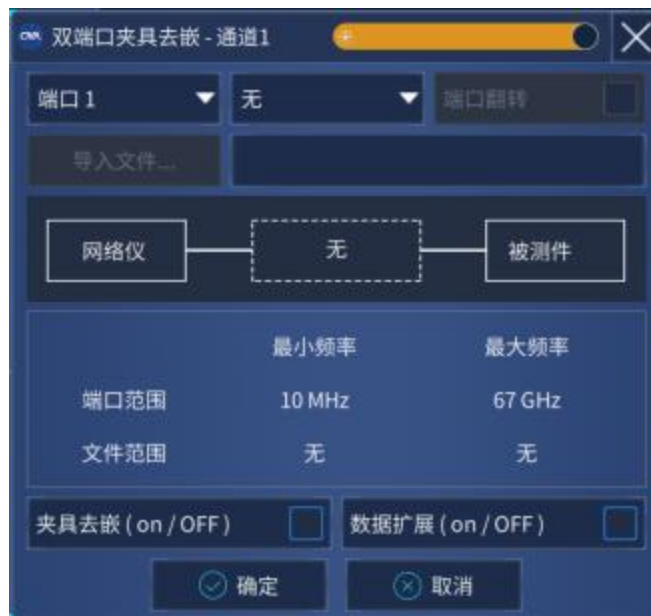 CNA 双端口夹具去嵌 - 通道1
端口 1 无 端口翻转
导入文件...
网络仪 无 被测件
最小频率 最大频率
端口范围 10 MHz 67 GHz
文件范围 无 无
夹具去嵌 ( on / OFF ) 数据扩展 ( on / OFF )
确定 取消